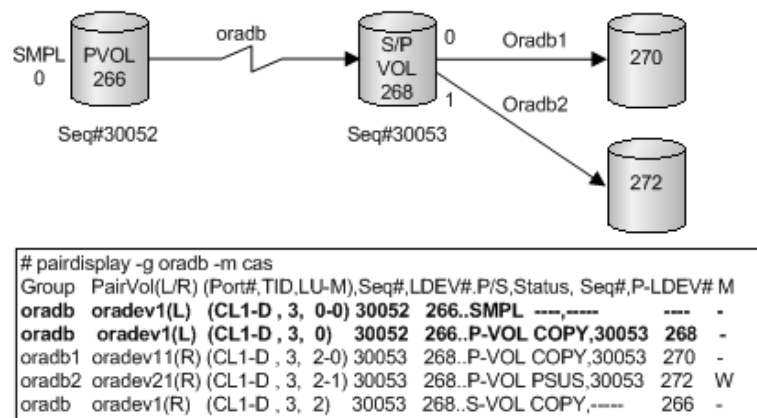 oradb
SMPL
0
PVOL
266
S/P
VOL
268
0
1
Oradb1
Oradb2
270
272
Seq#30052
Seq#30053
# pairdisplay -g oradb -m cas
Group PairVol(L/R) (Port#,TID,LU-M),Seq#,LDEV#.P/S,Status, Seq#,P-LDEV# M
oradb oradev1(L) (CL1-D , 3, 0-0) 30052 266..SMPL ----,----- ---- -
oradb oradev1(L) (CL1-D , 3, 0) 30052 266..P-VOL COPY,30053 268 -
oradb1 oradev11(R) (CL1-D , 3, 2-0) 30053 268..P-VOL COPY,30053 270 -
oradb2 oradev21(R) (CL1-D , 3, 2-1) 30053 268..P-VOL PSUS,30053 272 W
oradb oradev1(R) (CL1-D , 3, 2) 30053 268..S-VOL COPY,----- 266 -